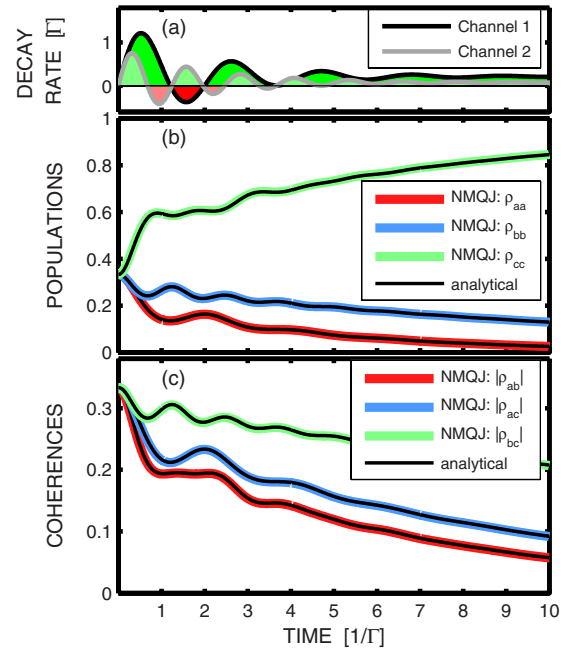 DECAY
RATE [Γ]
1
0
(a)
Channel 1
Channel 2
POPULATIONS
1
0.8
0.6
0.4
0.2
0
(b)
NMQJ: ρaa
NMQJ: ρbb
NMQJ: ρcc
analytical
COHERENCES
0.3
0.2
0.1
0
(c)
NMQJ: |ρab|
NMQJ: |ρac|
NMQJ: |ρbc|
analytical
1 2 3 4 5 6 7 8 9 10
TIME [1/Γ]